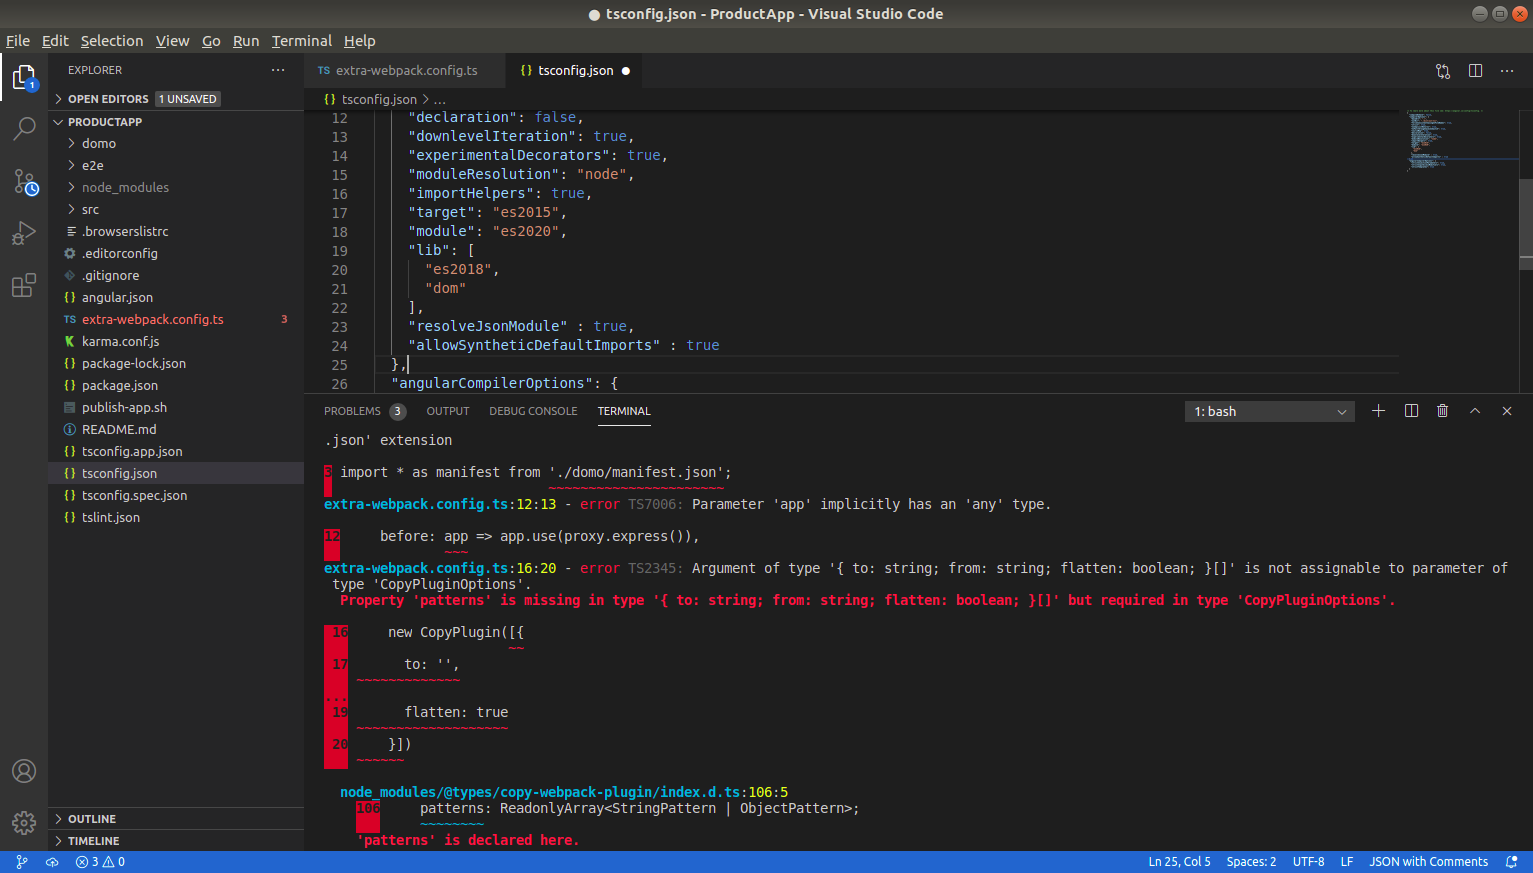 ● tsconfig.json - ProductApp - Visual Studio Code
File Edit Selection View Go Run Terminal Help
EXPLORER
OPEN EDITORS 1 UNSAVED
PRODUCTAPP
domo
e2e
node_modules
src
.browserslistrc
.editorconfig
.gitignore
{} angular.json
TS extra-webpack.config.ts 3
karma.conf.js
{} package-lock.json
{} package.json
publish-app.sh
README.md
{} tsconfig.app.json
{} tsconfig.json
{} tsconfig.spec.json
{} tslint.json
OUTLINE
TIMELINE
1
TS extra-webpack.config.ts {} tsconfig.json ●
{} tsconfig.json > ...
12 "declaration": false,
13 "downlevelIteration": true,
14 "experimentalDecorators": true,
15 "moduleResolution": "node",
16 "importHelpers": true,
17 "target": "es2015",
18 "module": "es2020",
19 "lib": [
20 "es2018",
21 "dom"
22 ],
23 "resolveJsonModule" : true,
24 "allowSyntheticDefaultImports" : true
25 },
26 "angularCompilerOptions": {
PROBLEMS 3 OUTPUT DEBUG CONSOLE TERMINAL 1: bash
.json' extension
3 import * as manifest from './domo/manifest.json';
~~~~~~~~~~~~~~~~~~~~~~
extra-webpack.config.ts:12:13 - error TS7006: Parameter 'app' implicitly has an 'any' type.
12 before: app => app.use(proxy.express()),
~~~
extra-webpack.config.ts:16:20 - error TS2345: Argument of type '{ to: string; from: string; flatten: boolean; }[]' is not assignable to parameter of
type 'CopyPluginOptions'.
Property 'patterns' is missing in type '{ to: string; from: string; flatten: boolean; }[]' but required in type 'CopyPluginOptions'.
16 new CopyPlugin([{
~~
17 to: '',
~~~~~~~~~~~~~
...
19 flatten: true
~~~~~~~~~~~~~~~~~~~
20 }])
~~~~~~
node_modules/@types/copy-webpack-plugin/index.d.ts:106:5
106 patterns: ReadonlyArray<StringPattern | ObjectPattern>;
~~~~~~~~
'patterns' is declared here.
3 0 Ln 25, Col 5 Spaces: 2 UTF-8 LF JSON with Comments